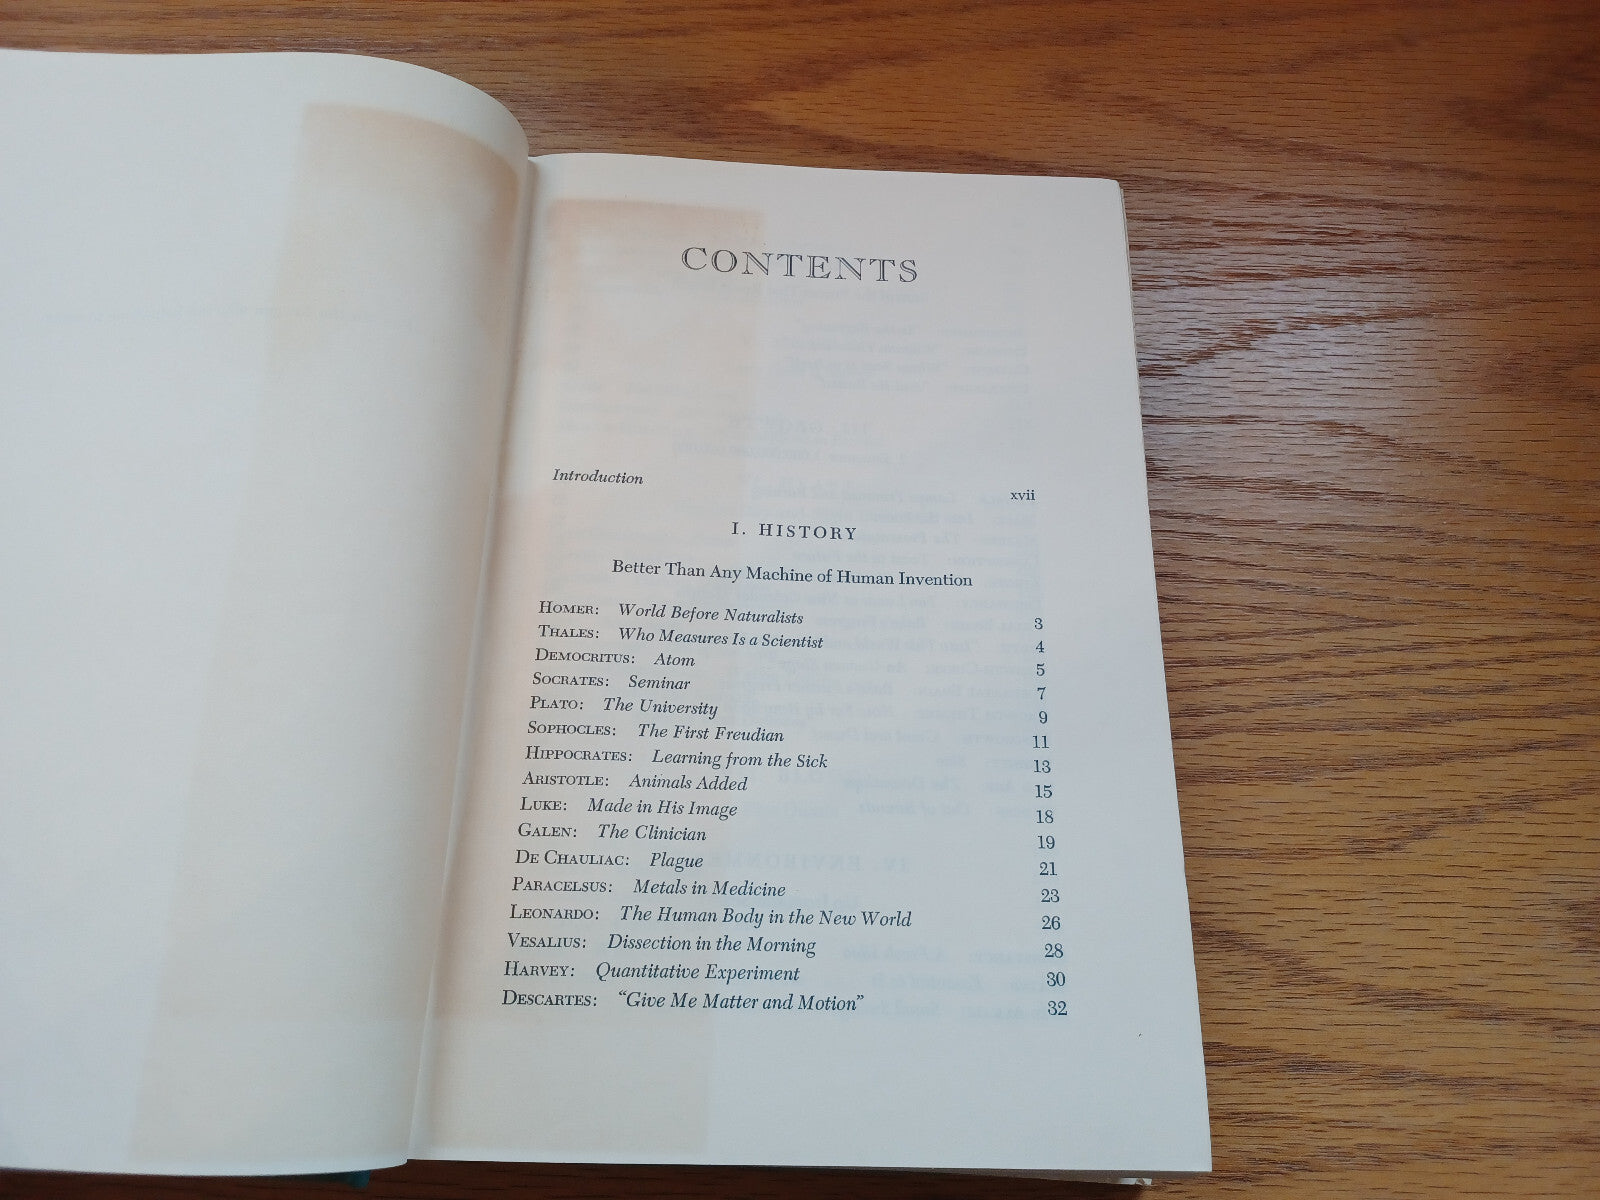 CONTENTS
Introduction xvii
I. HISTORY
Better Than Any Machine of Human Invention
HOMER: World Before Naturalists 3
THALES: Who Measures Is a Scientist 4
DEMOCRITUS: Atom 5
SOCRATES: Seminar 7
PLATO: The University 9
SOPHOCLES: The First Freudian 11
HIPPOCRATES: Learning from the Sick 13
ARISTOTLE: Animals Added 15
LUKE: Made in His Image 18
GALEN: The Clinician 19
DE CHAULIAC: Plague 21
PARACELSUS: Metals in Medicine 23
LEONARDO: The Human Body in the New World 26
VESALIUS: Dissection in the Morning 28
HARVEY: Quantitative Experiment 30
DESCARTES: “Give Me Matter and Motion” 32